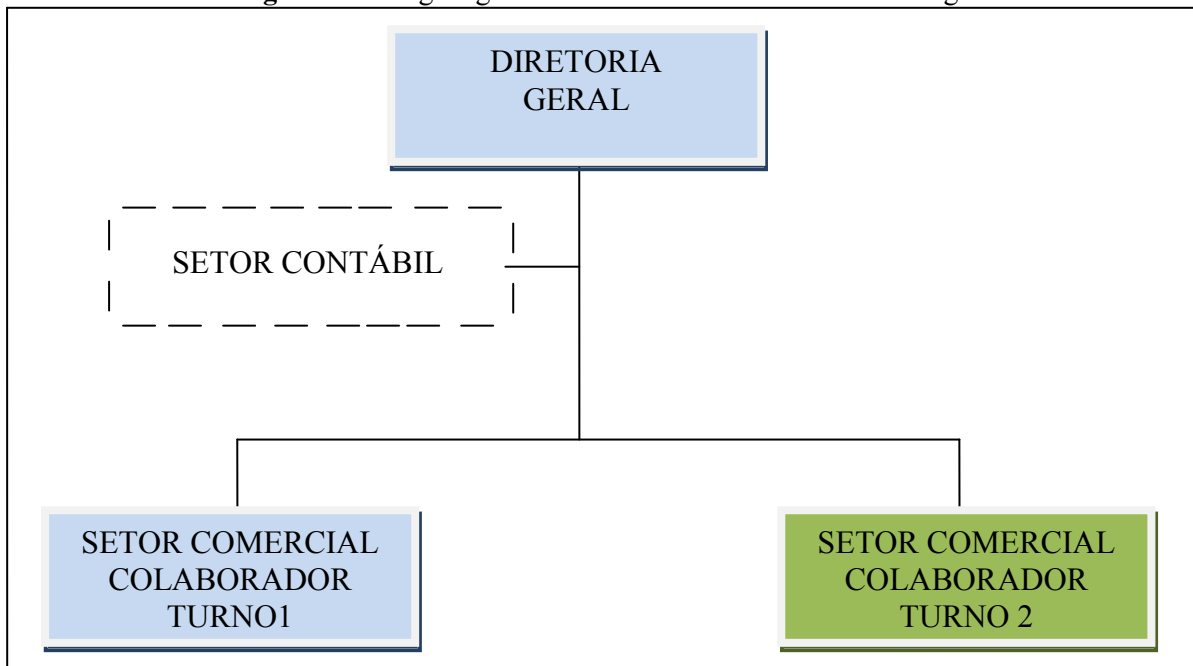 DIRETORIA
GERAL
SETOR CONTÁBIL
SETOR COMERCIAL
COLABORADOR
TURNO1
SETOR COMERCIAL
COLABORADOR
TURNO 2